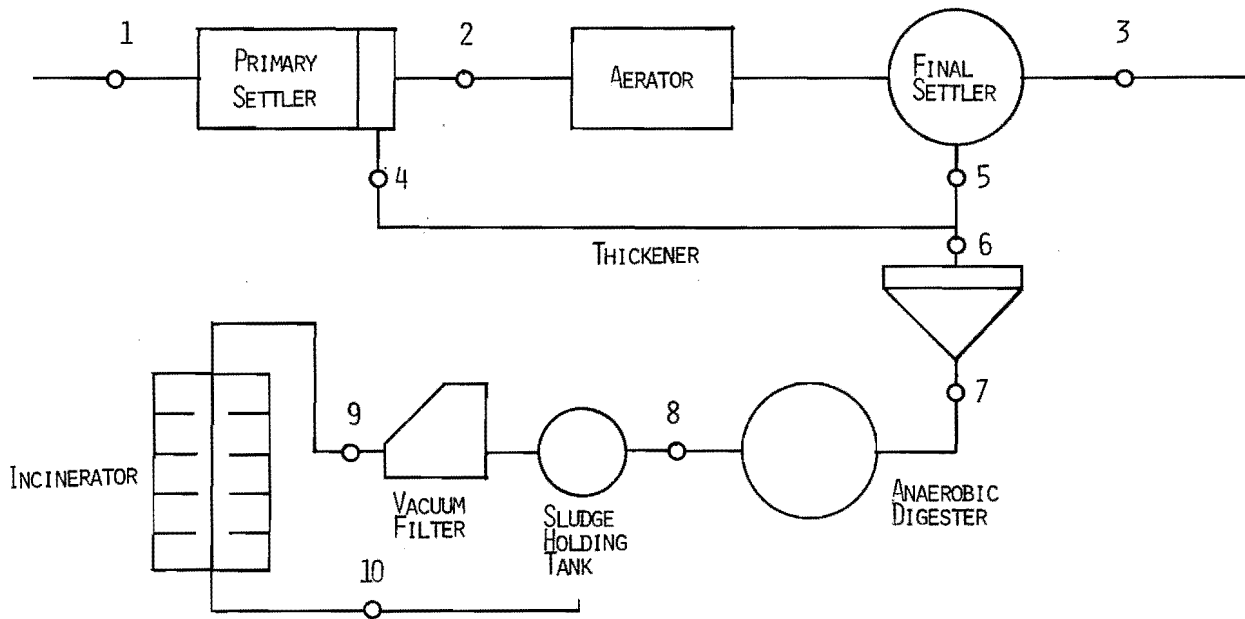 1
2
3
PRIMARY
SETTLER
AERATOR
FINAL
SETTLER
4
5
6
THICKENER
7
8
9
INCINERATOR
VACUUM
FILTER
SLUDGE
HOLDING
TANK
ANAEROBIC
DIGESTER
10